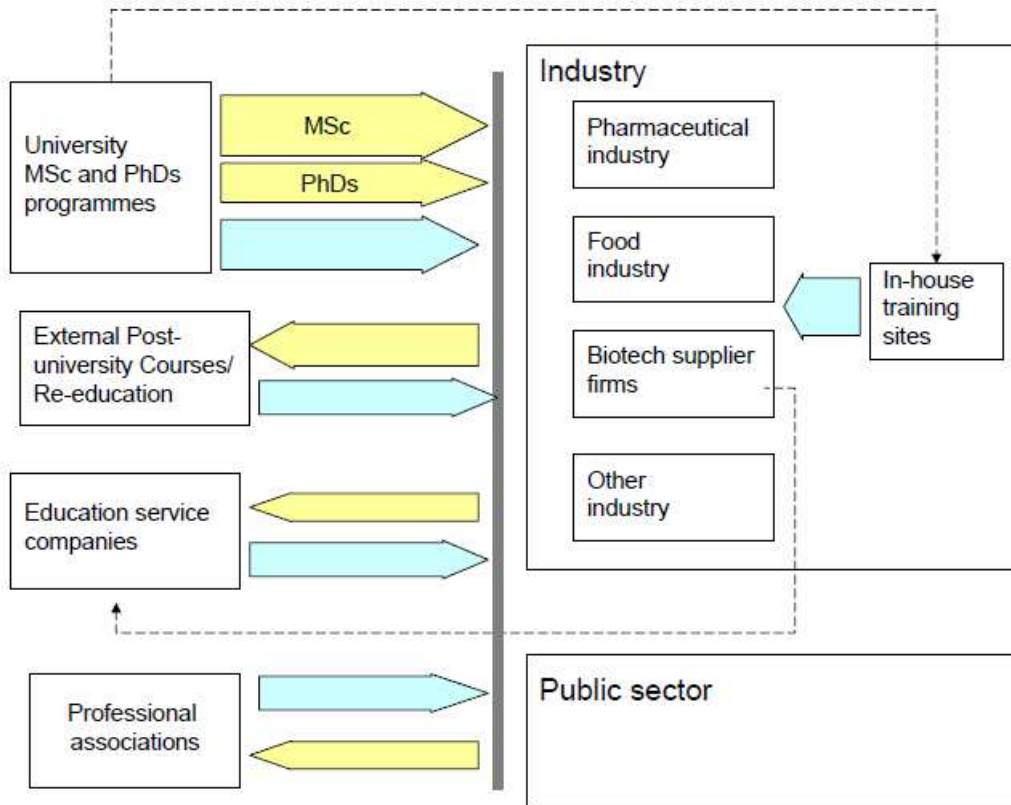 University
MSc and PhDs
programmes
MSc
PhDs
External Post-
university Courses/
Re-education
Education service
companies
Professional
associations
Industry
Pharmaceutical
industry
Food
industry
Biotech supplier
firms
Other
industry
In-house
training
sites
Public sector